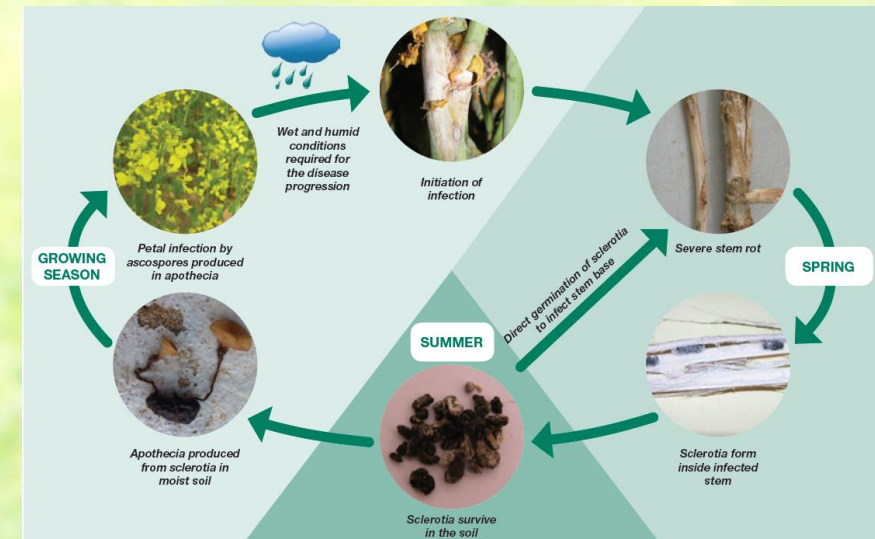 Wet and humid
conditions
required for
the disease
progression
Initiation of
infection
Petal infection by
ascospores produced
in apothecia
GROWING
SEASON
Severe stem rot
SPRING
Direct germination of sclerotia
to infect stem base
SUMMER
Apothecia produced
from sclerotia in
moist soil
Sclerotia form
inside infected
stem
Sclerotia survive
in the soil